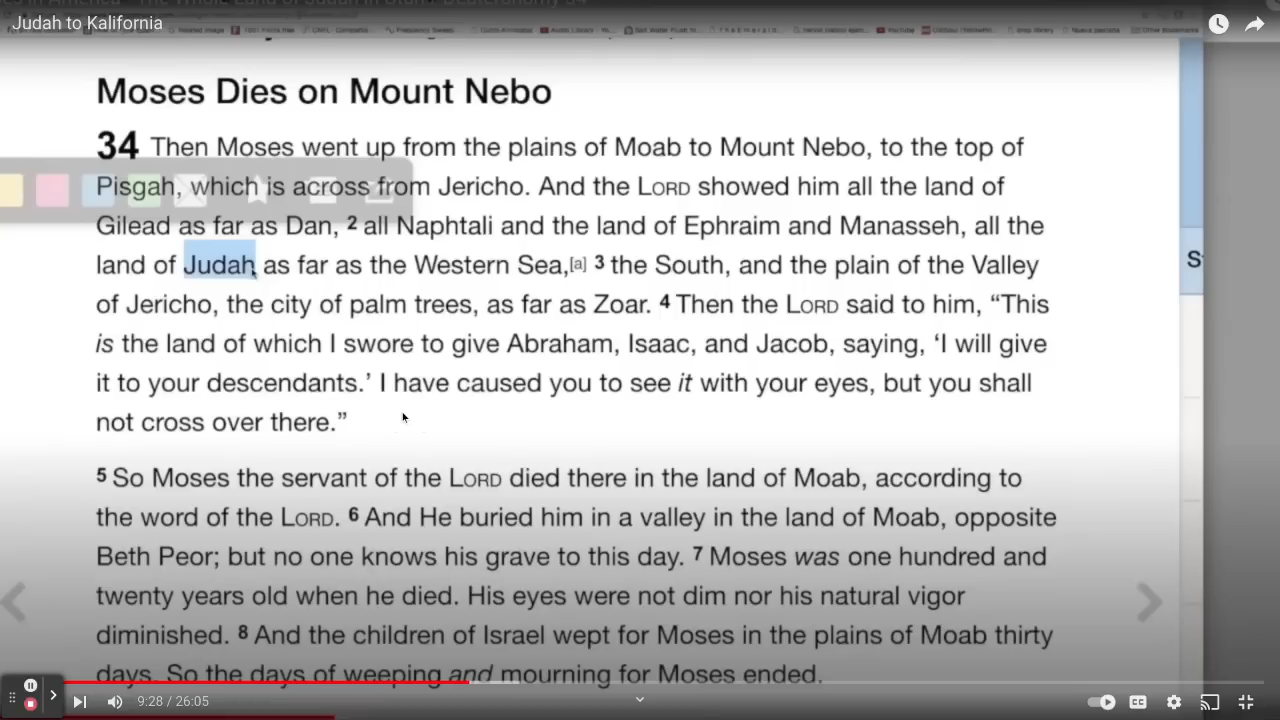 Judah to Kalifornia
Moses Dies on Mount Nebo
34 Then Moses went up from the plains of Moab to Mount Nebo, to the top of
Pisgah, which is across from Jericho. And the LORD showed him all the land of
Gilead as far as Dan, 2 all Naphtali and the land of Ephraim and Manasseh, all the
land of Judah as far as the Western Sea,[a] 3 the South, and the plain of the Valley
of Jericho, the city of palm trees, as far as Zoar. 4 Then the LORD said to him, “This
is the land of which I swore to give Abraham, Isaac, and Jacob, saying, ‘I will give
it to your descendants.’ I have caused you to see it with your eyes, but you shall
not cross over there.”
5 So Moses the servant of the LORD died there in the land of Moab, according to
the word of the LORD. 6 And He buried him in a valley in the land of Moab, opposite
Beth Peor; but no one knows his grave to this day. 7 Moses was one hundred and
twenty years old when he died. His eyes were not dim nor his natural vigor
diminished. 8 And the children of Israel wept for Moses in the plains of Moab thirty
days. So the days of weeping and mourning for Moses ended.
9:28 / 26:05
CC